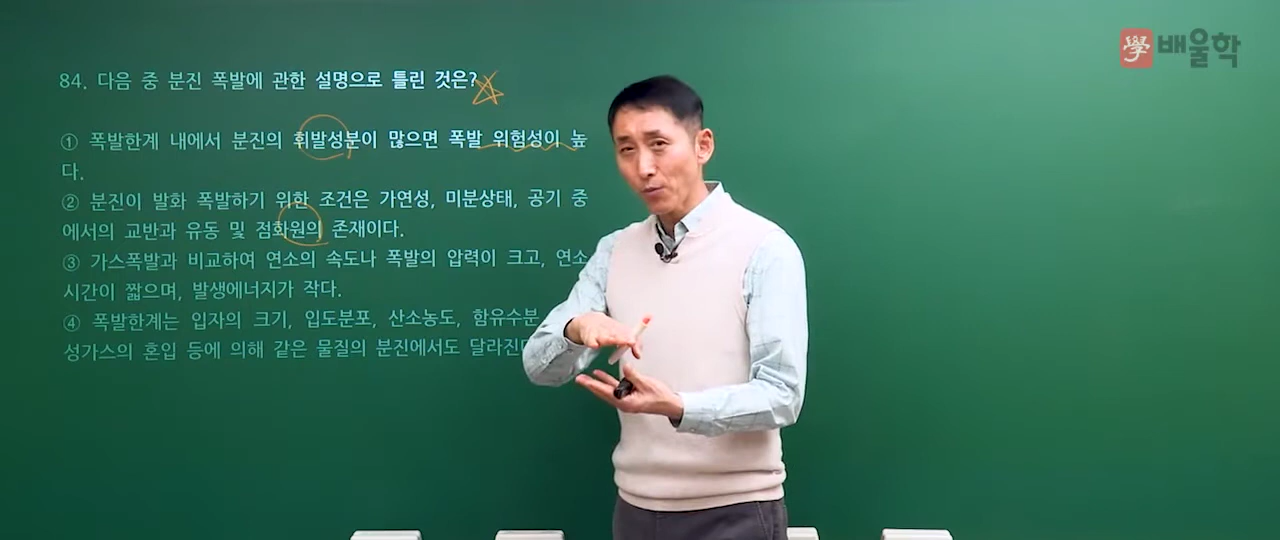 學 배울학
84. 다음 중 분진 폭발에 관한 설명으로 틀린 것은?
① 폭발한계 내에서 분진의 휘발성분이 많으면 폭발 위험성이 높
다.
② 분진이 발화 폭발하기 위한 조건은 가연성, 미분상태, 공기 중
에서의 교반과 유동 및 점화원의 존재이다.
③ 가스폭발과 비교하여 연소의 속도나 폭발의 압력이 크고, 연소
시간이 짧으며, 발생에너지가 작다.
④ 폭발한계는 입자의 크기, 입도분포, 산소농도, 함유수분
성가스의 혼입 등에 의해 같은 물질의 분진에서도